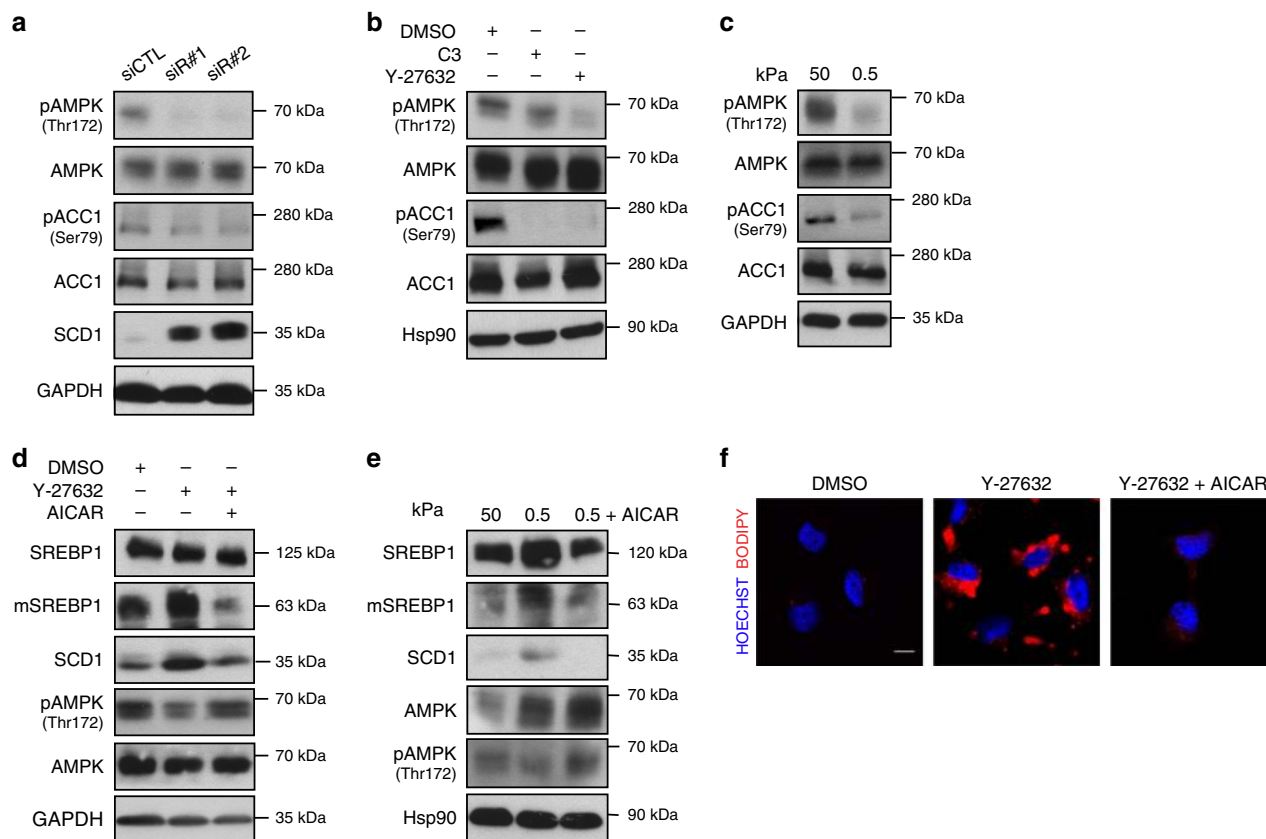 a
siCTL siR#1 siR#2
pAMPK
(Thr172)
70 kDa
AMPK
70 kDa
pACC1
(Ser79)
280 kDa
ACC1
280 kDa
SCD1
35 kDa
GAPDH
35 kDa
b
DMSO + – –
C3 – + –
Y-27632 – – +
pAMPK
(Thr172)
70 kDa
AMPK
70 kDa
pACC1
(Ser79)
280 kDa
ACC1
280 kDa
Hsp90
90 kDa
c
kPa 50 0.5
pAMPK
(Thr172)
70 kDa
AMPK
70 kDa
pACC1
(Ser79)
280 kDa
ACC1
280 kDa
GAPDH
35 kDa
d
DMSO + – –
Y-27632 – + +
AICAR – – +
SREBP1
125 kDa
mSREBP1
63 kDa
SCD1
35 kDa
pAMPK
(Thr172)
70 kDa
AMPK
70 kDa
GAPDH
35 kDa
e
kPa 50 0.5 0.5 + AICAR
SREBP1
120 kDa
mSREBP1
63 kDa
SCD1
35 kDa
AMPK
70 kDa
pAMPK
(Thr172)
70 kDa
Hsp90
90 kDa
f
DMSO Y-27632 Y-27632 + AICAR
HOECHST BODIPY